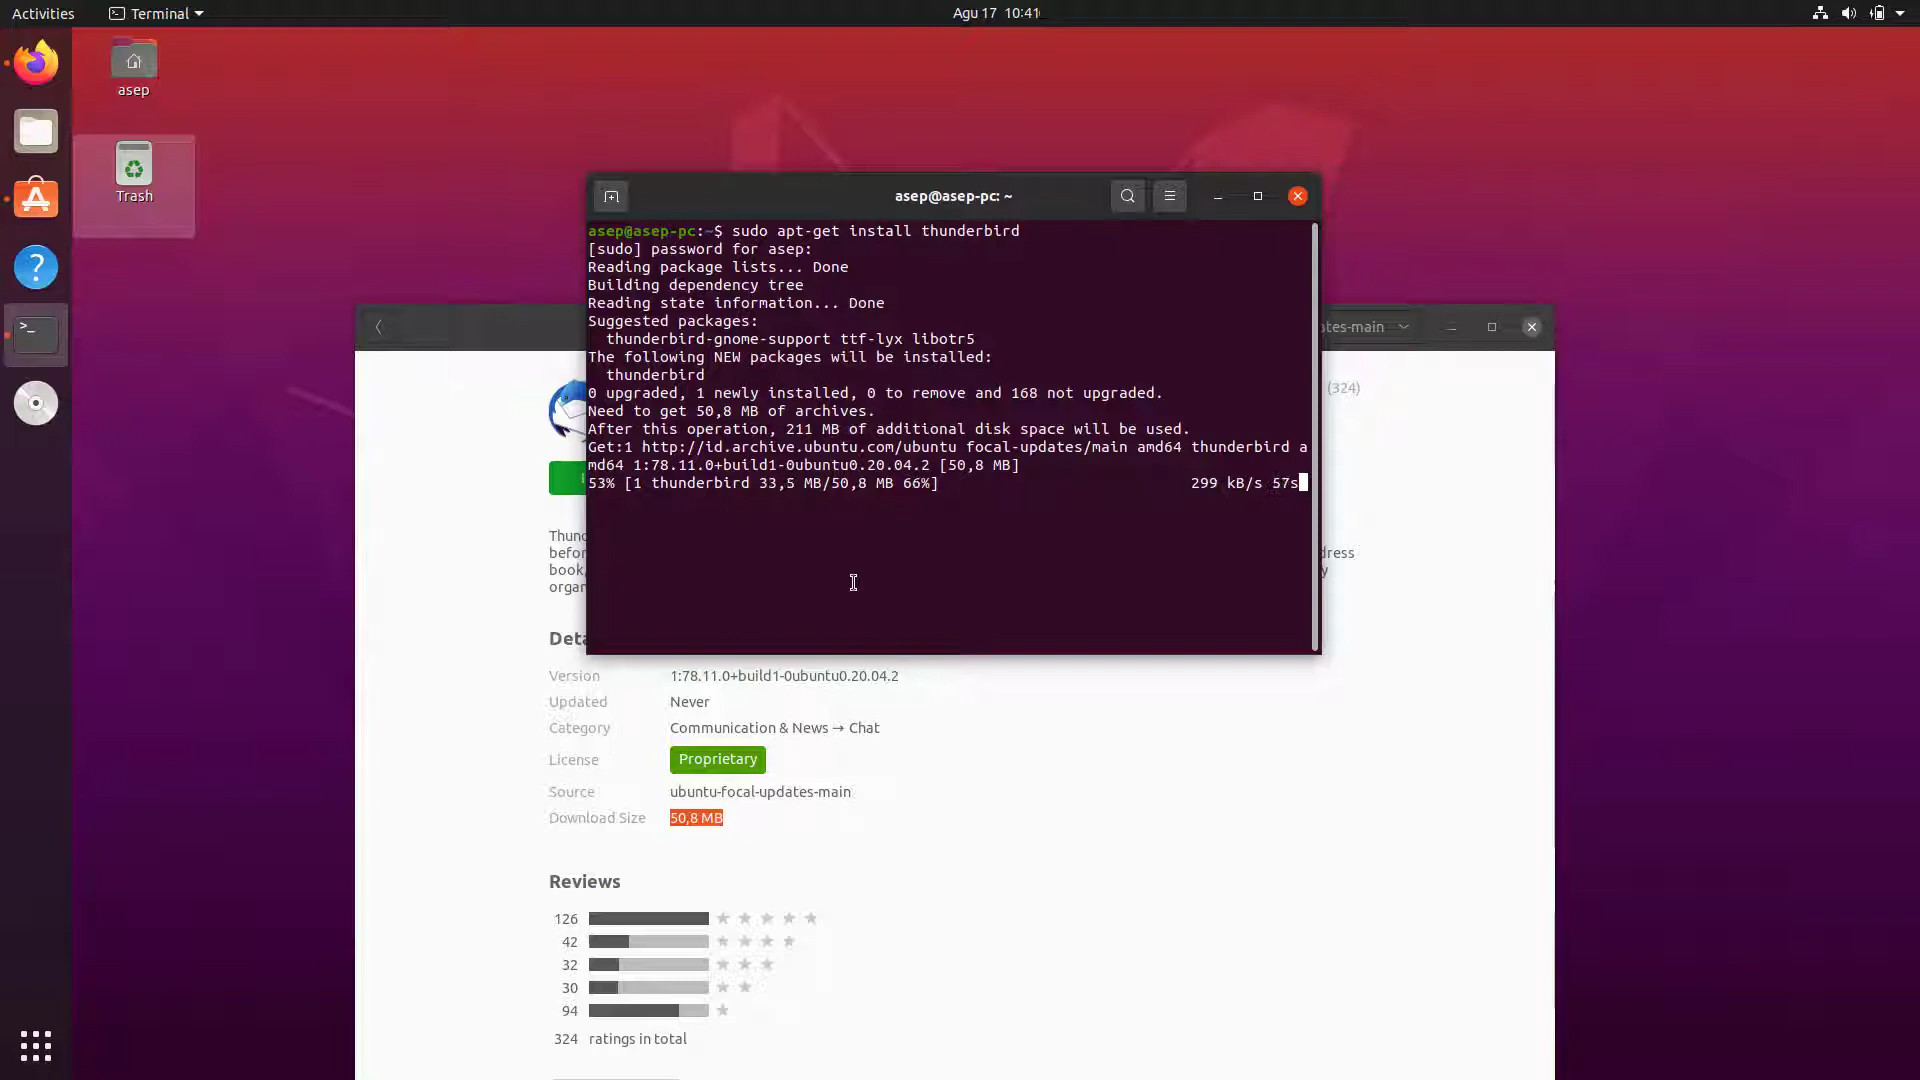 Activities
Terminal
Agu 17 10:41
asep
Trash
asep@asep-pc: ~
asep@asep-pc:~$ sudo apt-get install thunderbird
[sudo] password for asep:
Reading package lists... Done
Building dependency tree
Reading state information... Done
Suggested packages:
thunderbird-gnome-support ttf-lyx libotr5
The following NEW packages will be installed:
thunderbird
0 upgraded, 1 newly installed, 0 to remove and 168 not upgraded.
Need to get 50,8 MB of archives.
After this operation, 211 MB of additional disk space will be used.
Get:1 http://id.archive.ubuntu.com/ubuntu focal-updates/main amd64 thunderbird a
md64 1:78.11.0+build1-0ubuntu0.20.04.2 [50,8 MB]
53% [1 thunderbird 33,5 MB/50,8 MB 66%] 299 kB/s 57s
ates-main
(324)
Thund
befor
dress
book,
y
organ
Deta
Version 1:78.11.0+build1-0ubuntu0.20.04.2
Updated Never
Category Communication & News → Chat
License Proprietary
Source ubuntu-focal-updates-main
Download Size 50,8 MB
Reviews
126
42
32
30
94
324 ratings in total